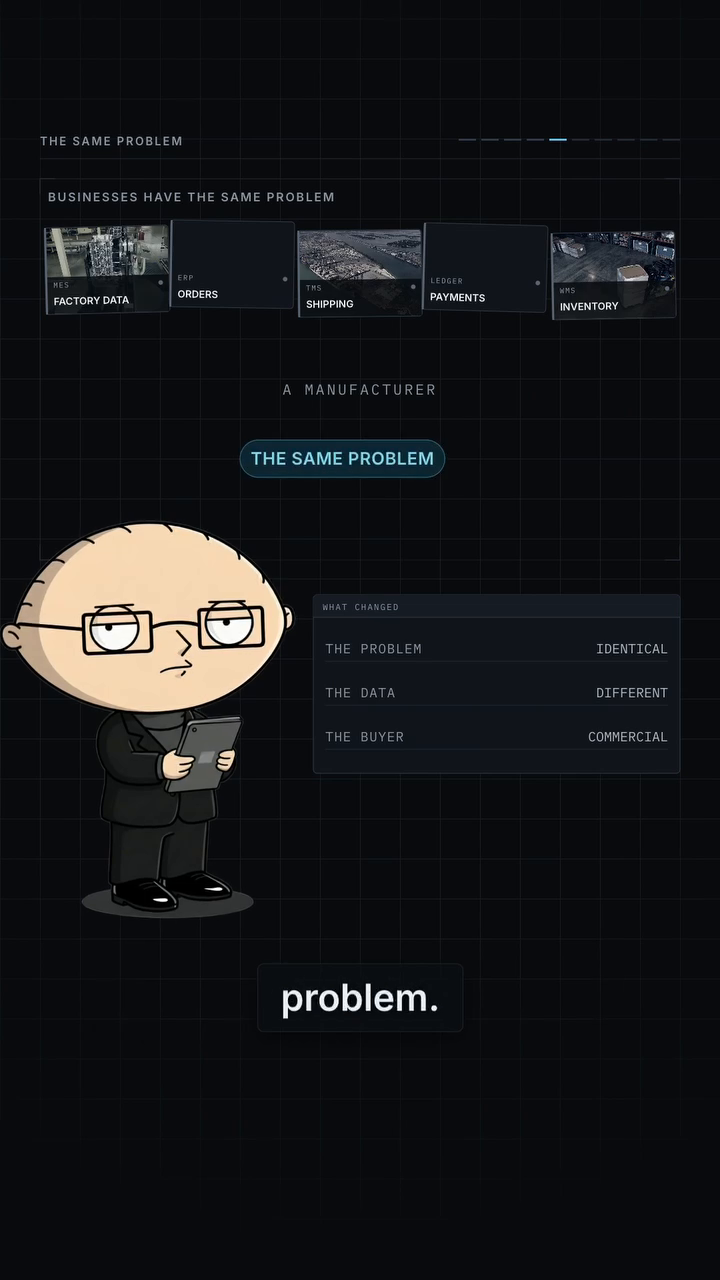 THE SAME PROBLEM
BUSINESSES HAVE THE SAME PROBLEM
MES
FACTORY DATA
ERP
ORDERS
TMS
SHIPPING
LEDGER
PAYMENTS
WMS
INVENTORY
A MANUFACTURER
THE SAME PROBLEM
WHAT CHANGED
THE PROBLEM IDENTICAL
THE DATA DIFFERENT
THE BUYER COMMERCIAL
problem.